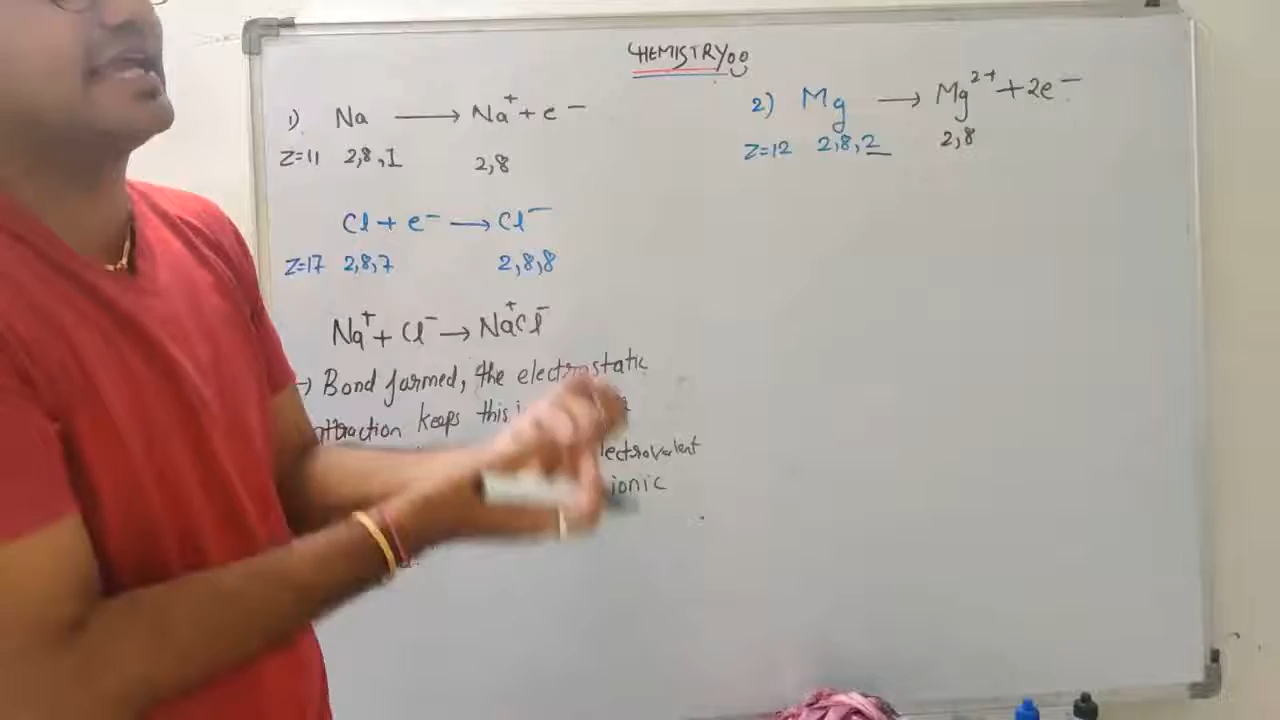 CHEMISTRY
1) Na ⟶ Na⁺ + e⁻
Z=11 2,8,1 2,8
Cl + e⁻ ⟶ Cl⁻
Z=17 2,8,7 2,8,8
Na⁺ + Cl⁻ → Na⁺Cl⁻
→ Bond formed, the electrostatic
attraction keeps this
electrovalent
ionic
2) Mg ⟶ Mg²⁺ + 2e⁻
Z=12 2,8,2 2,8